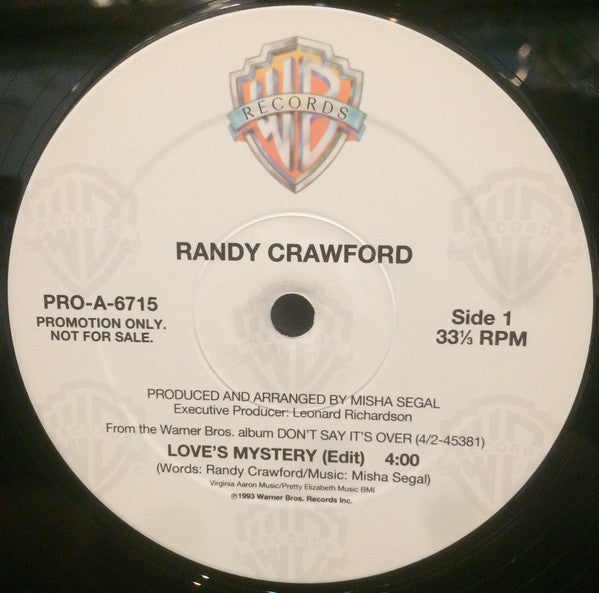 WB
RECORDS
RANDY CRAWFORD
PRO-A-6715
PROMOTION ONLY.
NOT FOR SALE.
Side 1
33⅓ RPM
PRODUCED AND ARRANGED BY MISHA SEGAL
Executive Producer: Leonard Richardson
From the Warner Bros. album DON'T SAY IT'S OVER (4/2-45381)
LOVE'S MYSTERY (Edit) 4:00
(Words: Randy Crawford/Music: Misha Segal)
Virginia Aaron Music/Pretty Elizabeth Music BMI
℗1993 Warner Bros. Records Inc.